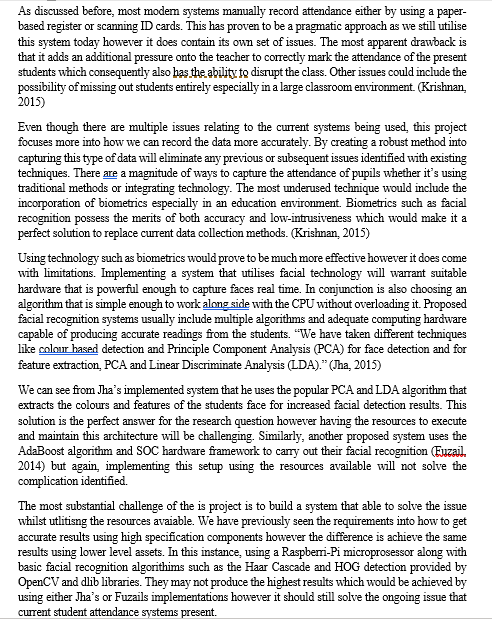 As discussed before, most modern systems manually record attendance either by using a paper-
based register or scanning ID cards. This has proven to be a pragmatic approach as we still utilise
this system today however it does contain its own set of issues. The most apparent drawback is
that it adds an additional pressure onto the teacher to correctly mark the attendance of the present
students which consequently also has the ability to disrupt the class. Other issues could include the
possibility of missing out students entirely especially in a large classroom environment. (Krishnan,
2015)
Even though there are multiple issues relating to the current systems being used, this project
focuses more into how we can record the data more accurately. By creating a robust method into
capturing this type of data will eliminate any previous or subsequent issues identified with existing
techniques. There are a magnitude of ways to capture the attendance of pupils whether it's using
traditional methods or integrating technology. The most underused technique would include the
incorporation of biometrics especially in an education environment. Biometrics such as facial
recognition possess the merits of both accuracy and low-intrusiveness which would make it a
perfect solution to replace current data collection methods. (Krishnan, 2015)
Using technology such as biometrics would prove to be much more effective however it does come
with limitations. Implementing a system that utilises facial technology will warrant suitable
hardware that is powerful enough to capture faces real time. In conjunction is also choosing an
algorithm that is simple enough to work along side with the CPU without overloading it. Proposed
facial recognition systems usually include multiple algorithms and adequate computing hardware
capable of producing accurate readings from the students. “We have taken different techniques
like colour based detection and Principle Component Analysis (PCA) for face detection and for
feature extraction, PCA and Linear Discriminate Analysis (LDA).” (Jha, 2015)
We can see from Jha's implemented system that he uses the popular PCA and LDA algorithm that
extracts the colours and features of the students face for increased facial detection results. This
solution is the perfect answer for the research question however having the resources to execute
and maintain this architecture will be challenging. Similarly, another proposed system uses the
AdaBoost algorithm and SOC hardware framework to carry out their facial recognition (Fuzail,
2014) but again, implementing this setup using the resources available will not solve the
complication identified.
The most substantial challenge of the is project is to build a system that able to solve the issue
whilst utlitisng the resources avaiable. We have previously seen the requirements into how to get
accurate results using high specification components however the difference is achieve the same
results using lower level assets. In this instance, using a Raspberri-Pi microprosessor along with
basic facial recognition algorithims such as the Haar Cascade and HOG detection provided by
OpenCV and dlib libraries. They may not produce the highest results which would be achieved by
using either Jha's or Fuzails implementations however it should still solve the ongoing issue that
current student attendance systems present.